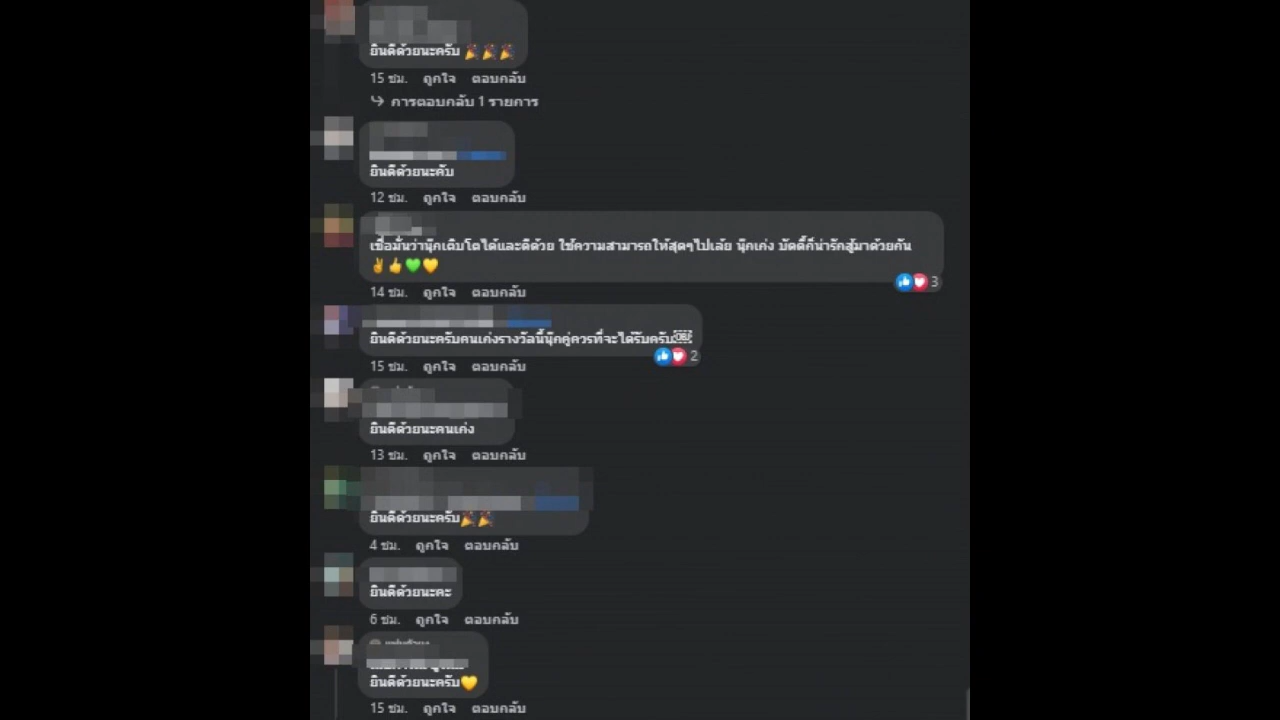 ยินดีด้วยนะครับ 🎉🎉🎉
15 ชม. ถูกใจ ตอบกลับ
การตอบกลับ 1 รายการ
ยินดีด้วยนะคับ
12 ชม. ถูกใจ ตอบกลับ
เชื่อมั่นว่านุ๊กเติบโตได้และดีด้วย ใช้ความสามารถให้สุดๆไปเล้ย นุ๊กเก่ง บัดดี้ก็น่ารักสู้มาด้วยกัน
✌️👍💚💛
3
14 ชม. ถูกใจ ตอบกลับ
ยินดีด้วยนะครับคนเก่งรางวัลนี้นุ๊กคู่ควรที่จะได้รับครับ
2
15 ชม. ถูกใจ ตอบกลับ
ยินดีด้วยนะคนเก่ง
13 ชม. ถูกใจ ตอบกลับ
ยินดีด้วยนะครับ🎉🎉
4 ชม. ถูกใจ ตอบกลับ
ยินดีด้วยนะคะ
6 ชม. ถูกใจ ตอบกลับ
ยินดีด้วยนะครับ💛
15 ชม. ถูกใจ ตอบกลับ